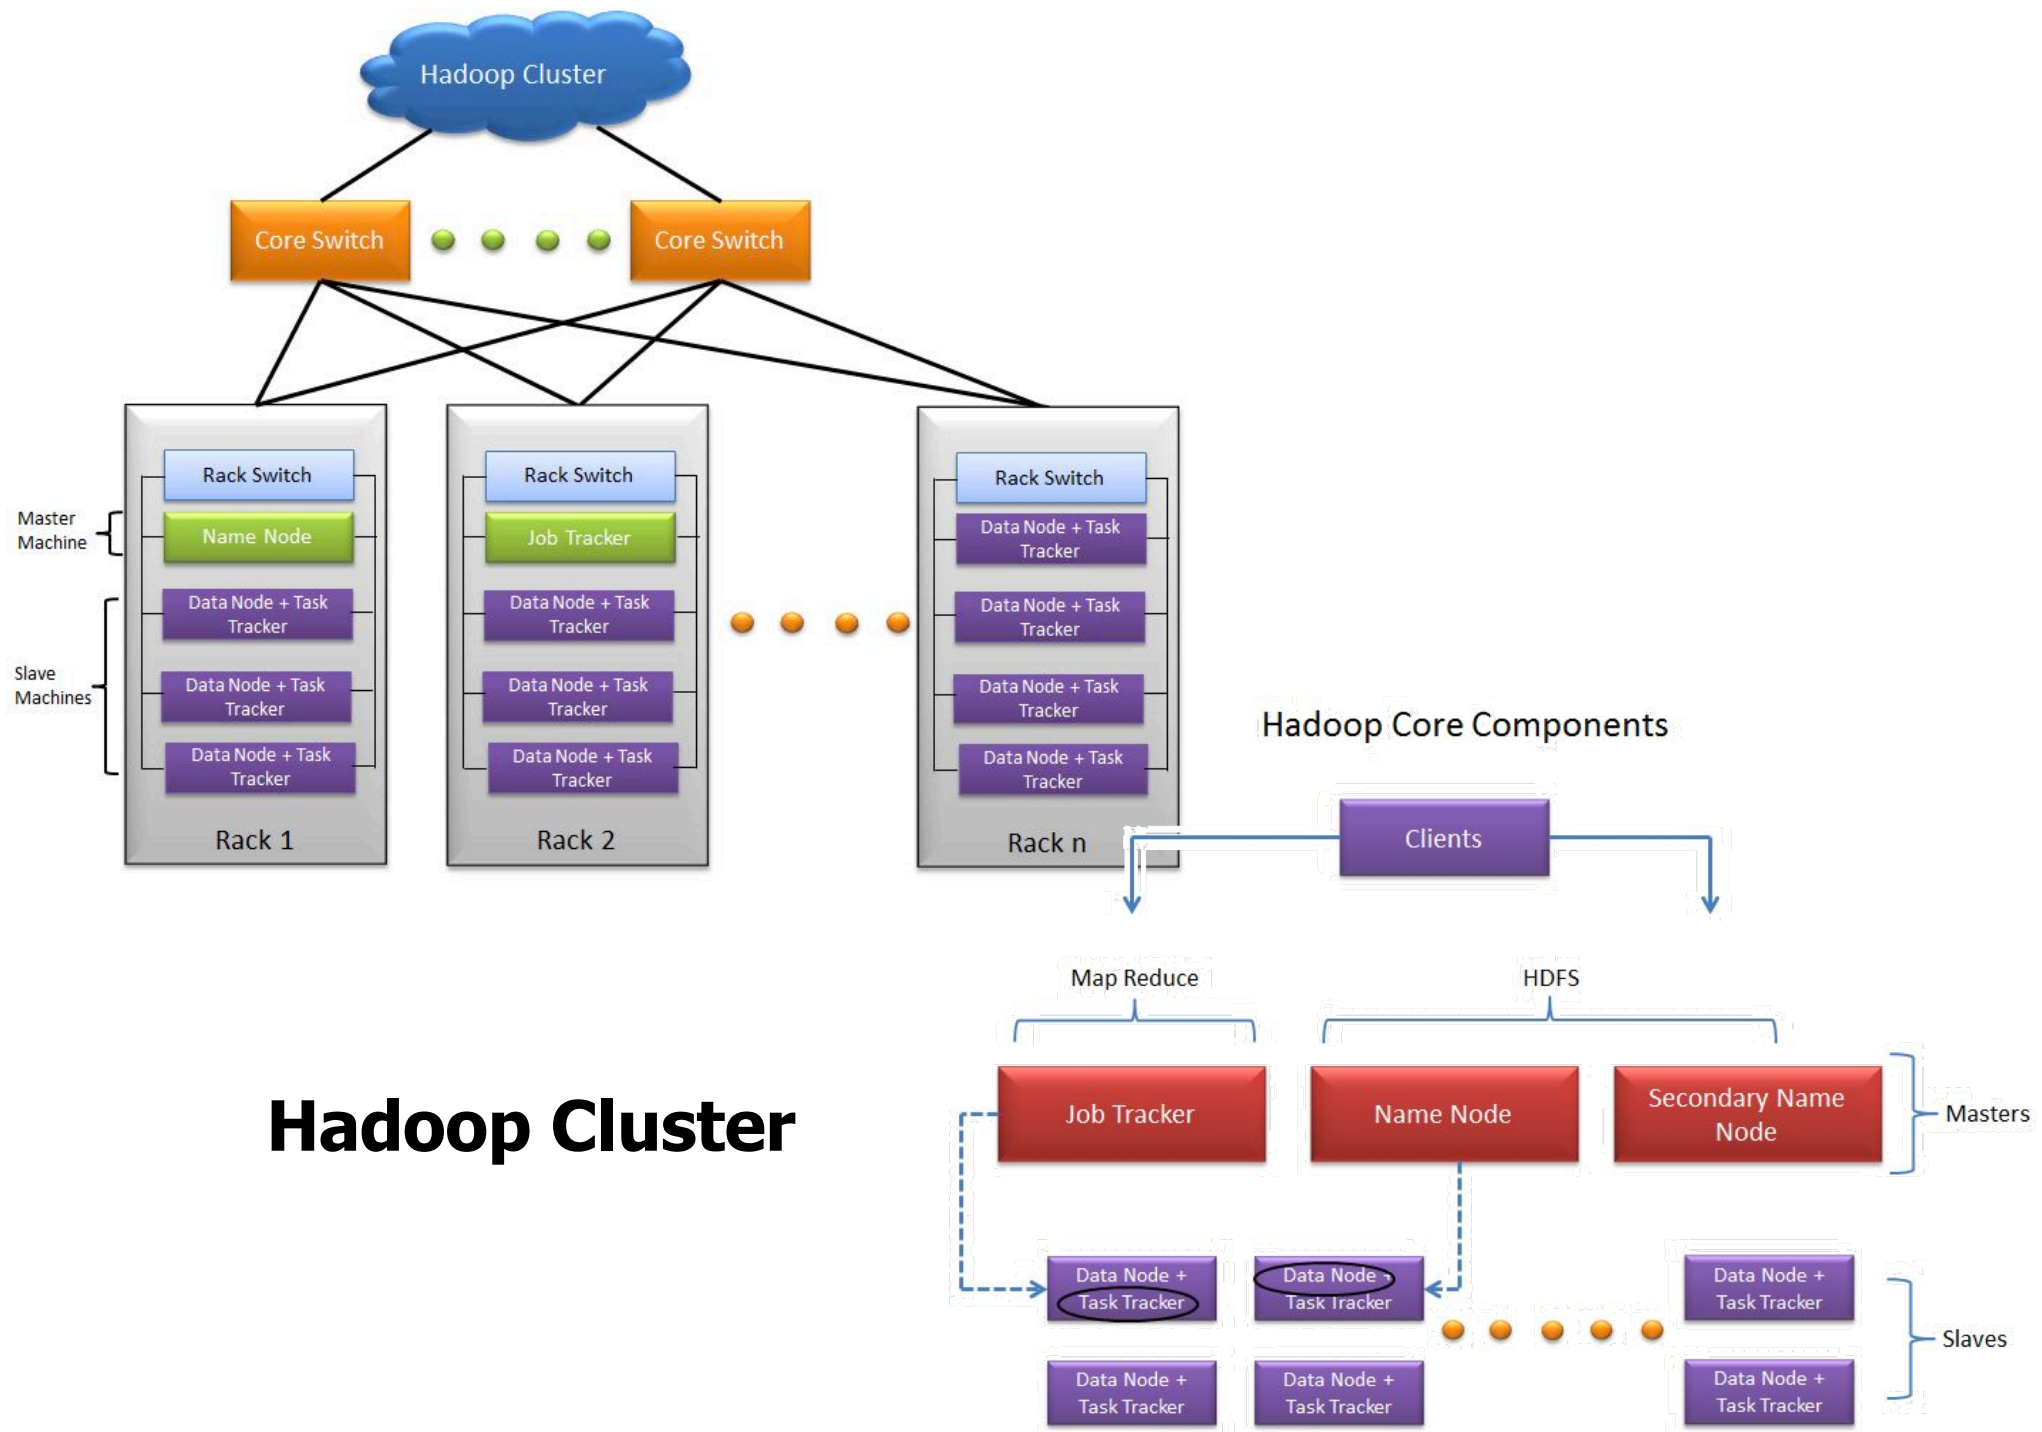 Hadoop Cluster
Core Switch
Core Switch
Rack Switch
Name Node
Data Node + Task
Tracker
Data Node + Task
Tracker
Data Node + Task
Tracker
Rack 1
Master
Machine
Slave
Machines
Rack Switch
Job Tracker
Data Node + Task
Tracker
Data Node + Task
Tracker
Data Node + Task
Tracker
Rack 2
Rack Switch
Data Node + Task
Tracker
Data Node + Task
Tracker
Data Node + Task
Tracker
Data Node + Task
Tracker
Rack n
Hadoop Core Components
Clients
Map Reduce
HDFS
Job Tracker
Name Node
Secondary Name
Node
Masters
Hadoop Cluster
Data Node +
Task Tracker
Data Node +
Task Tracker
Data Node +
Task Tracker
Slaves
Data Node +
Task Tracker
Data Node +
Task Tracker
Data Node +
Task Tracker